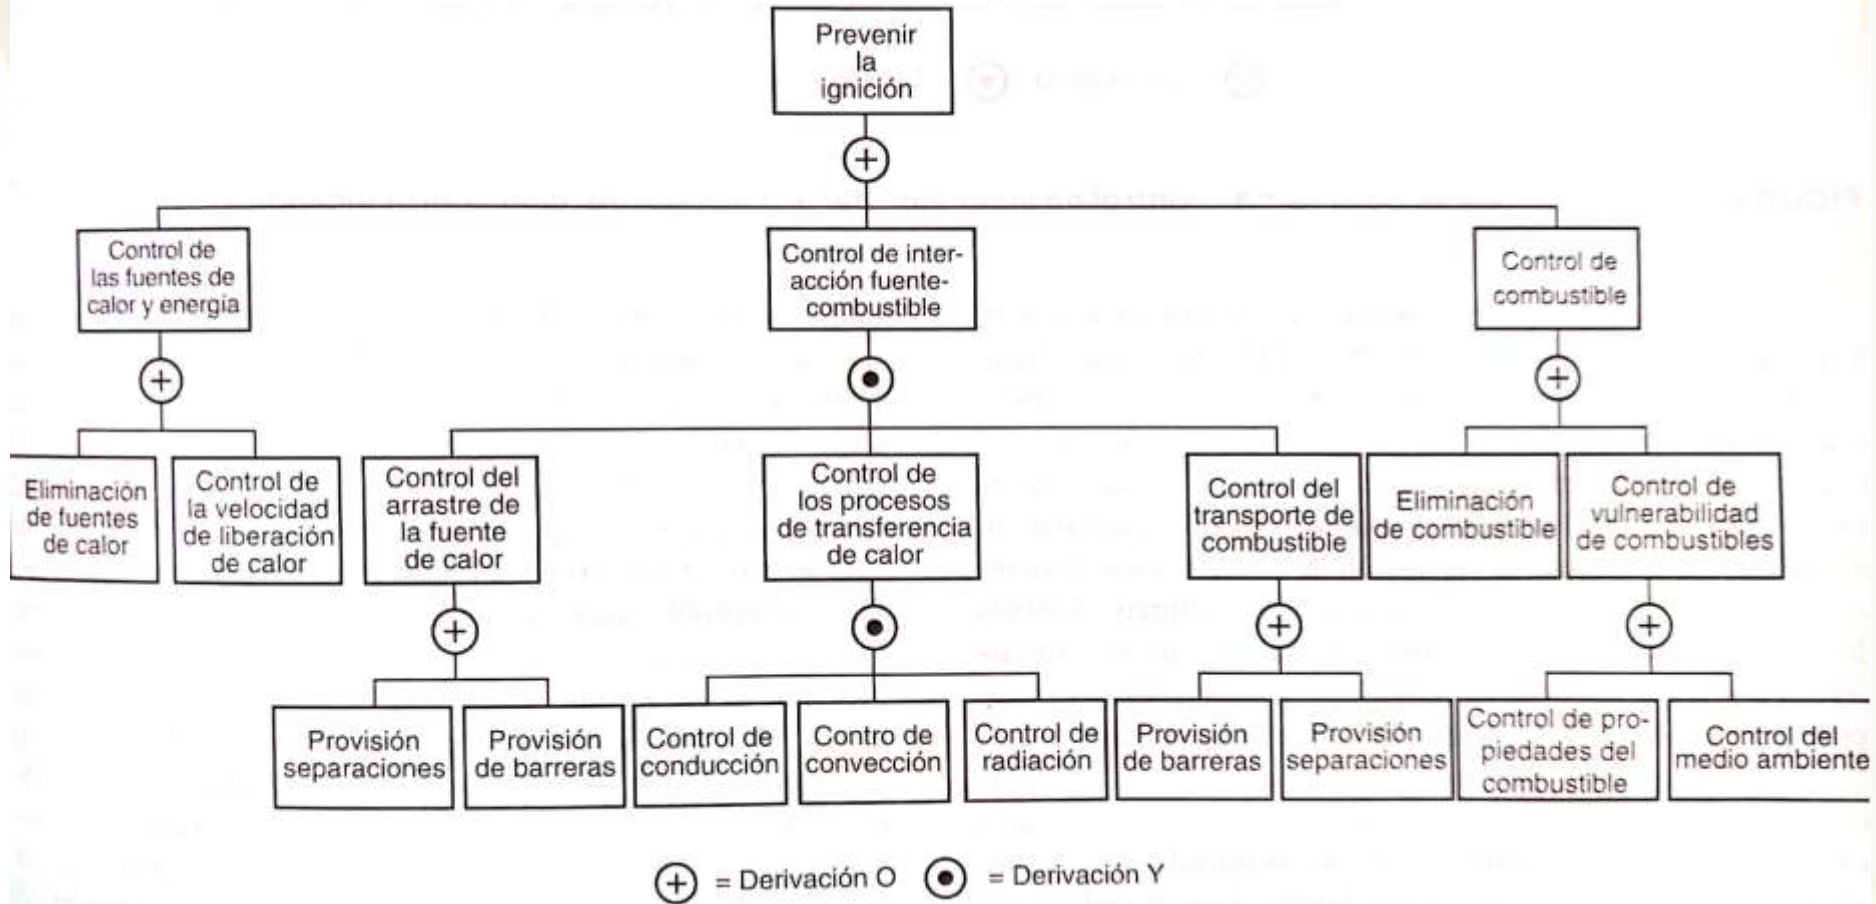 Prevenir
la
ignición
Control de
las fuentes de
calor y energía
Control de inter-
acción fuente-
combustible
Control de
combustible
Eliminación
de fuentes
de calor
Control de
la velocidad
de liberación
de calor
Control del
arrastre de
la fuente
de calor
Control de
los procesos
de transferencia
de calor
Control del
transporte de
combustible
Eliminación
de combustible
Control de
vulnerabilidad
de combustibles
Provisión
separaciones
Provisión
de barreras
Control de
conducción
Contro de
convección
Control de
radiación
Provisión
de barreras
Provisión
separaciones
Control de pro-
piedades del
combustible
Control del
medio ambiente
+ = Derivación O = Derivación Y